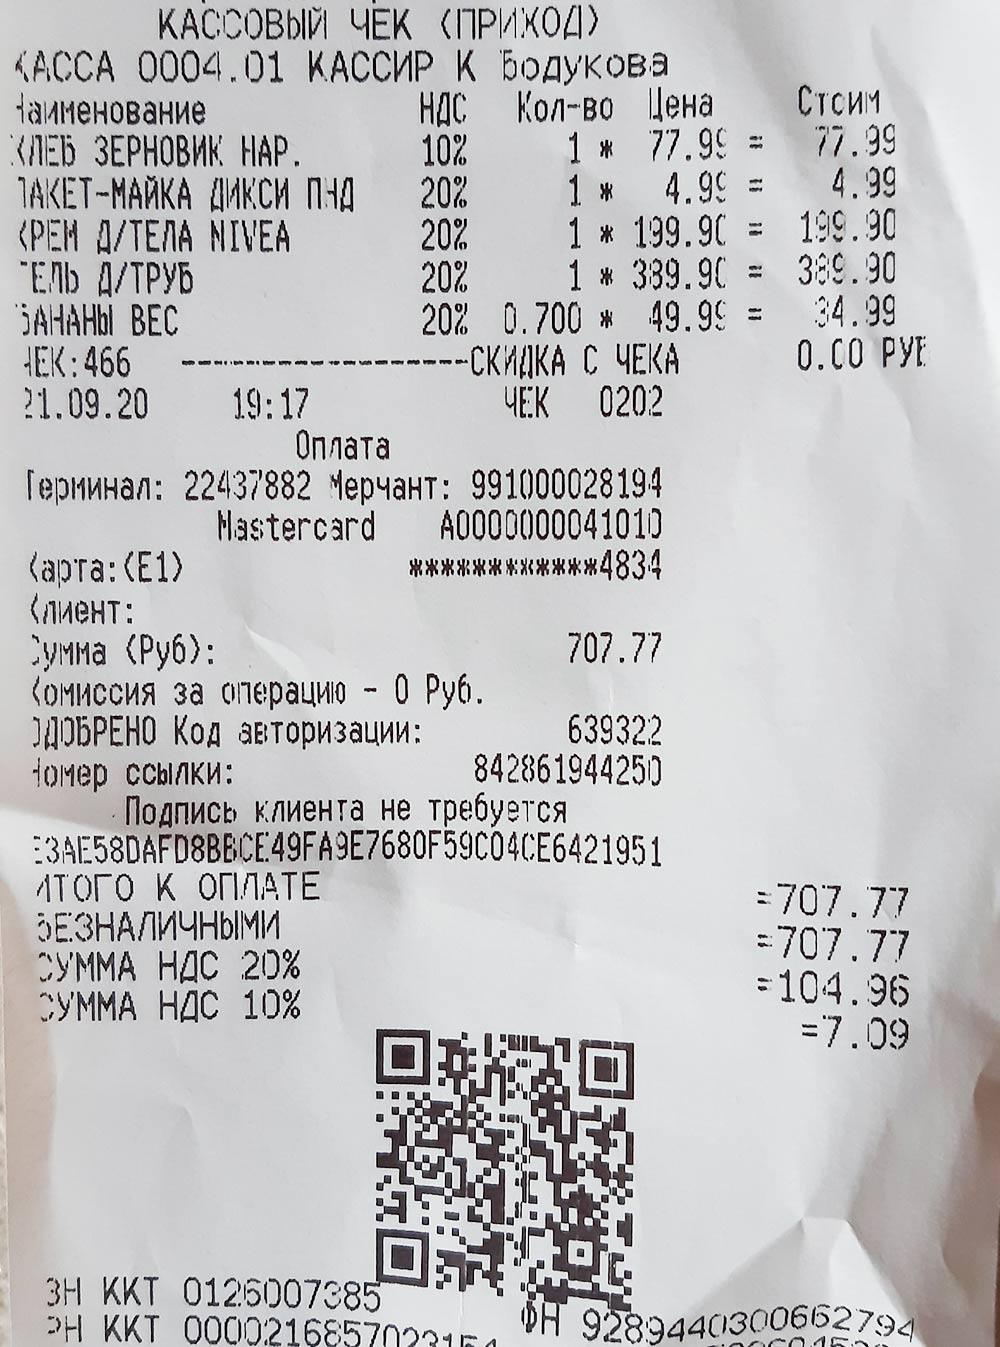 КАССОВЫЙ ЧЕК (ПРИХОД)
КАССА 0004.01 КАССИР К Бодукова
Наименование НДС Кол-во Цена Стоим
ХЛЕБ ЗЕРНОВИК НАР. 10% 1 * 77.99 = 77.99
ПАКЕТ-МАЙКА ДИКСИ ПНД 20% 1 * 4.99 = 4.99
КРЕМ Д/ТЕЛА NIVEA 20% 1 * 199.90 = 199.90
ГЕЛЬ Д/ТРУБ 20% 1 * 389.90 = 389.90
БАНАНЫ ВЕС 20% 0.700 * 49.99 = 34.99
ЧЕК:466 ------------------СКИДКА С ЧЕКА 0.00 РУБ
21.09.20 19:17 ЧЕК 0202
Оплата
Терминал: 22437882 Мерчант: 991000028194
Mastercard A0000000041010
Карта:(E1) ************4834
Клиент:
Сумма (Руб): 707.77
Комиссия за операцию - 0 Руб.
ОДОБРЕНО Код авторизации: 639322
Номер ссылки: 842861944250
Подпись клиента не требуется
E3AE58DAFD8BBCE49FA9E7680F59C04CE6421951
ИТОГО К ОПЛАТЕ =707.77
БЕЗНАЛИЧНЫМИ =707.77
СУММА НДС 20% =104.96
СУММА НДС 10% =7.09
ЗН ККТ 0126007385 ФН 9289440300662794
РН ККТ